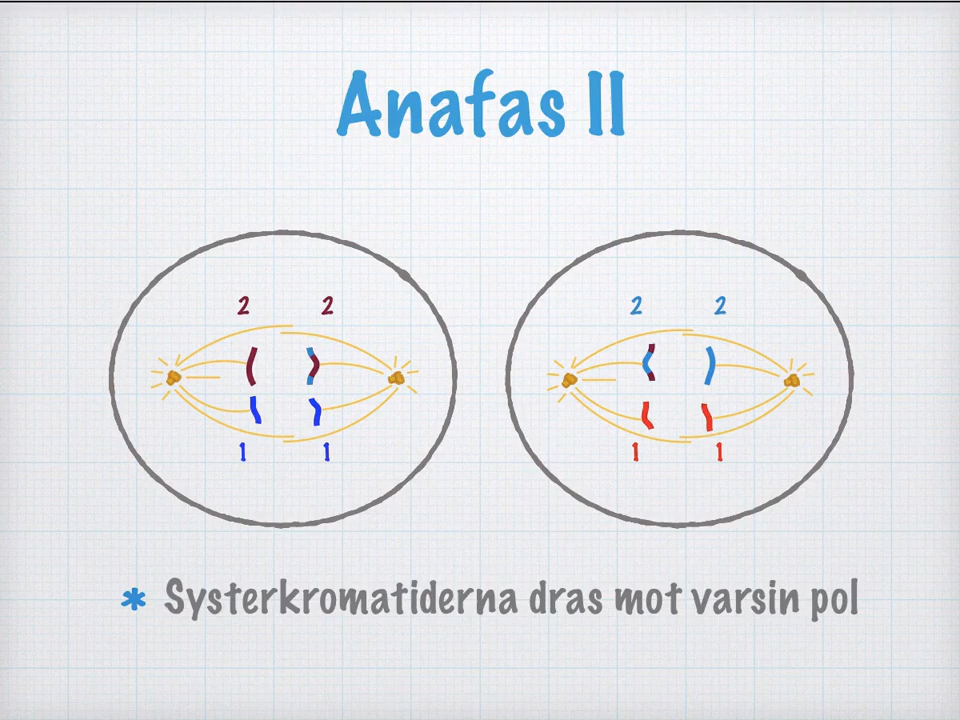 Anafas II
2 2 2 2
1 1 1 1
* Systerkromatiderna dras mot varsin pol